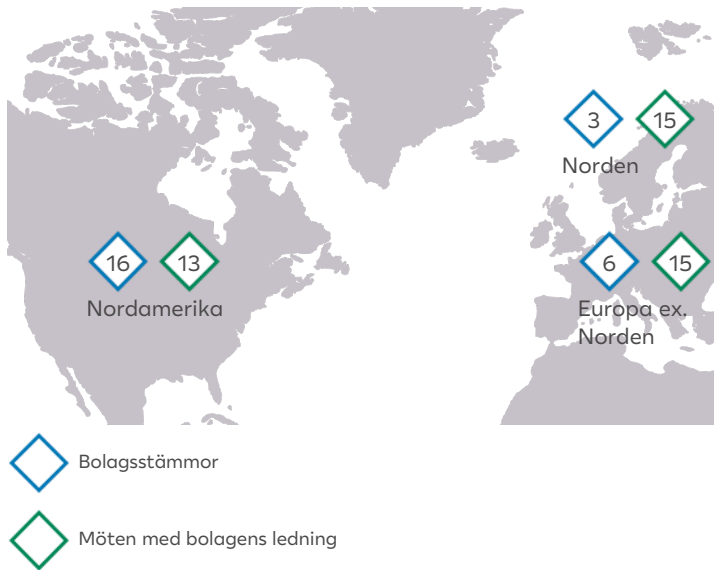 3 15
Norden
16 13
Nordamerika
6 15
Europa ex.
Norden
Bolagsstämmor
Möten med bolagens ledning